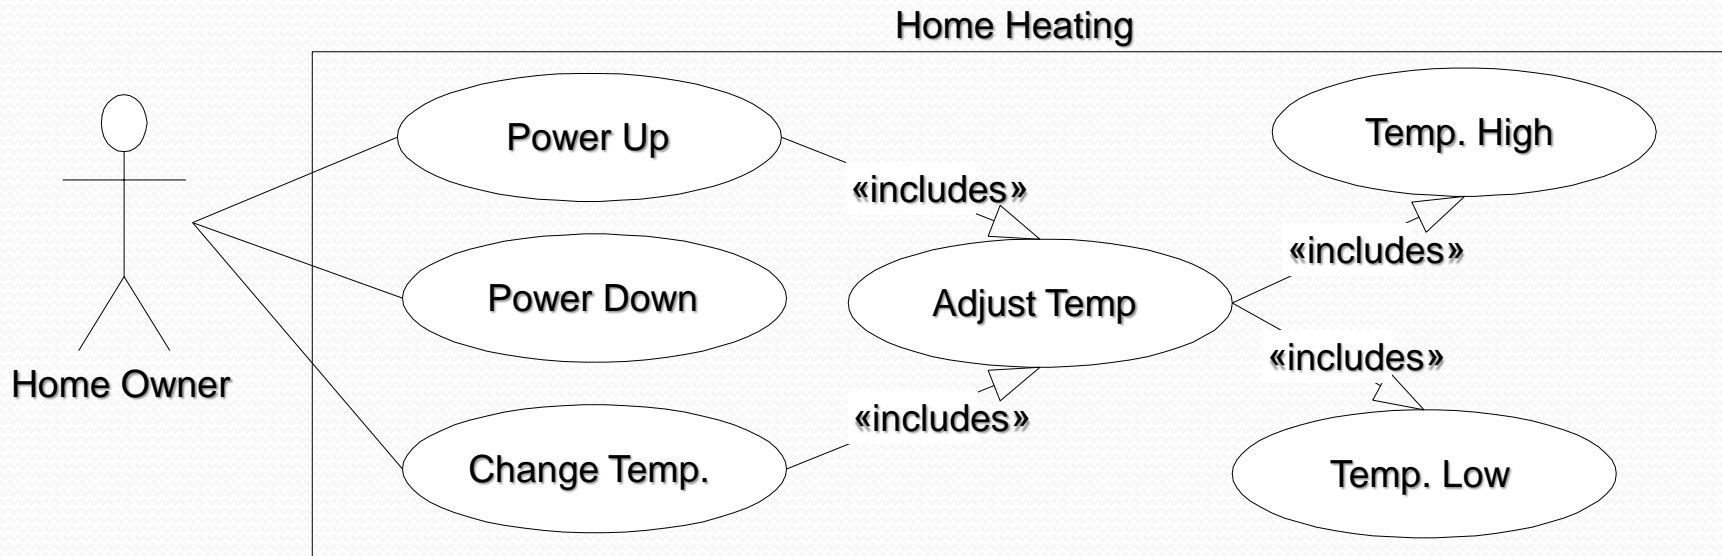 Home Heating
Power Up
Temp. High
«includes»
«includes»
Power Down
Adjust Temp
«includes»
Home Owner
«includes»
Change Temp.
Temp. Low